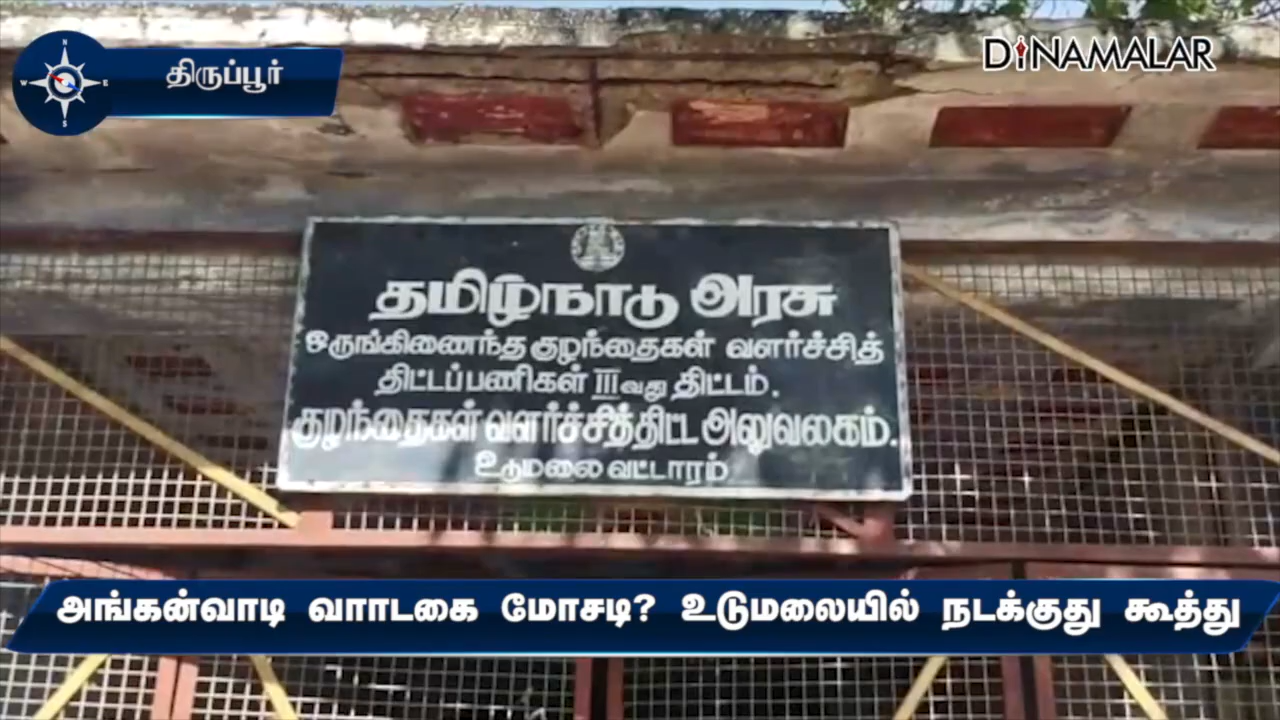 திருப்பூர்
DINAMALAR
தமிழ்நாடு அரசு
ஒருங்கிணைந்த குழந்தைகள் வளர்ச்சித்
திட்டப்பணிகள் III வது திட்டம்.
குழந்தைகள் வளர்ச்சித்திட்ட அலுவலகம்.
உடுமலை வட்டாரம்
அங்கன்வாடி வாாடகை மோசடி? உடுமலையில் நடக்குது கூத்து